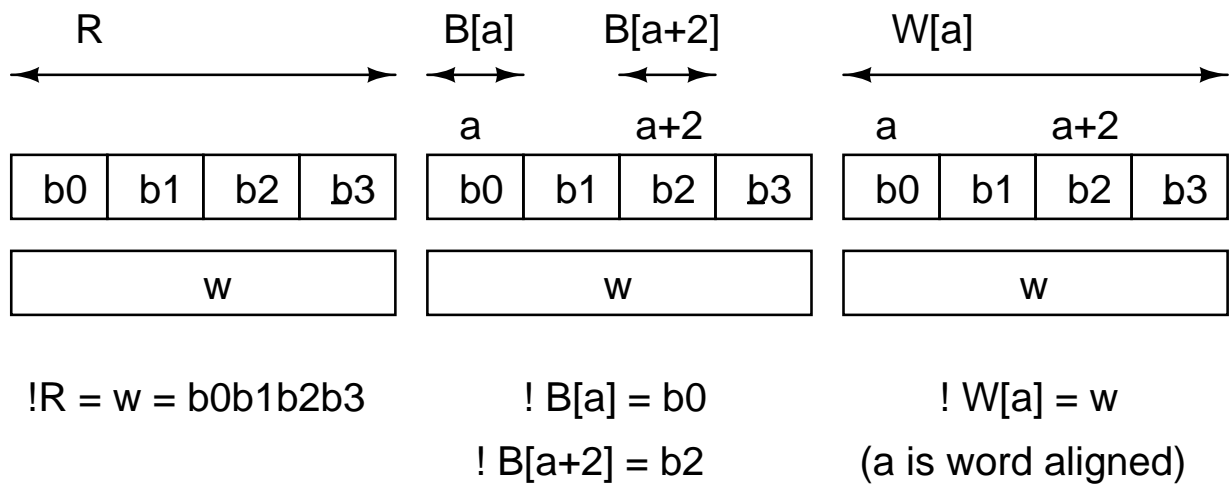 R B[a] B[a+2] W[a]
a a+2 a a+2
b0 b1 b2 b3 b0 b1 b2 b3 b0 b1 b2 b3
w w w
!R = w = b0b1b2b3 ! B[a] = b0 ! W[a] = w
! B[a+2] = b2 (a is word aligned)